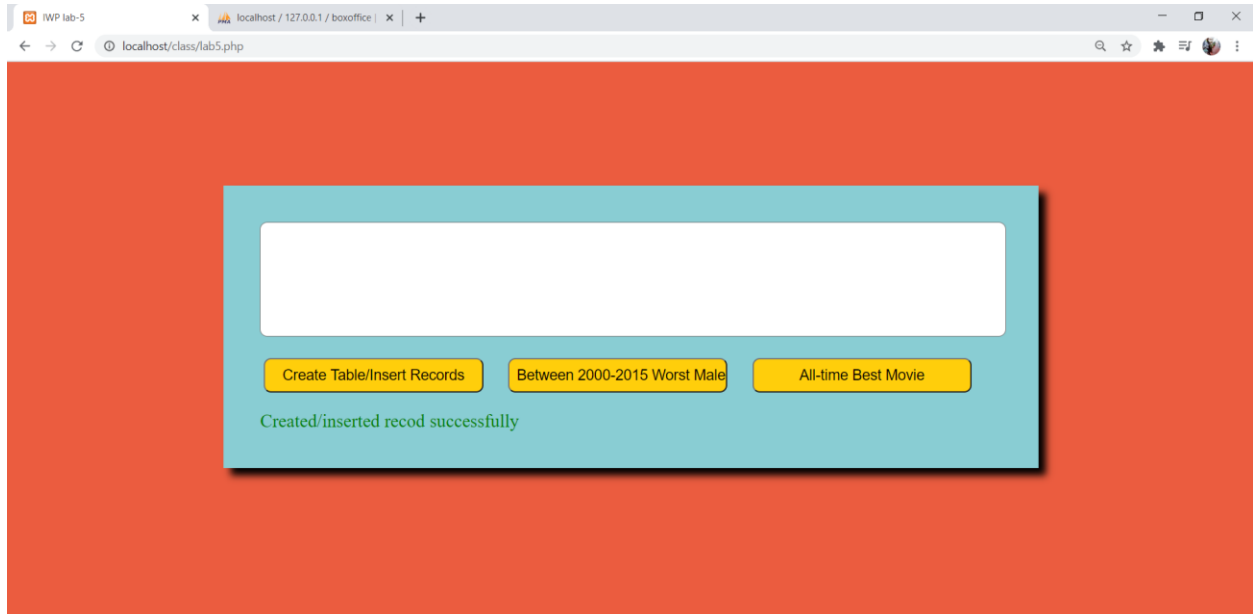 IWP lab-5
localhost / 127.0.0.1 / boxoffice |
localhost/class/lab5.php
Create Table/Insert Records
Between 2000-2015 Worst Male
All-time Best Movie
Created/inserted recod successfully